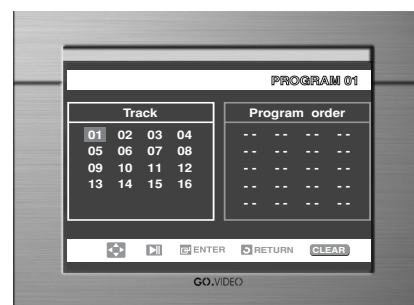 PROGRAM 01
Track
Program order
01 02 03 04
-- -- -- --
05 06 07 08
-- -- -- --
09 10 11 12
-- -- -- --
13 14 15 16
-- -- -- --
-- -- -- --
-- -- -- --
ENTER RETURN CLEAR
GO.VIDEO